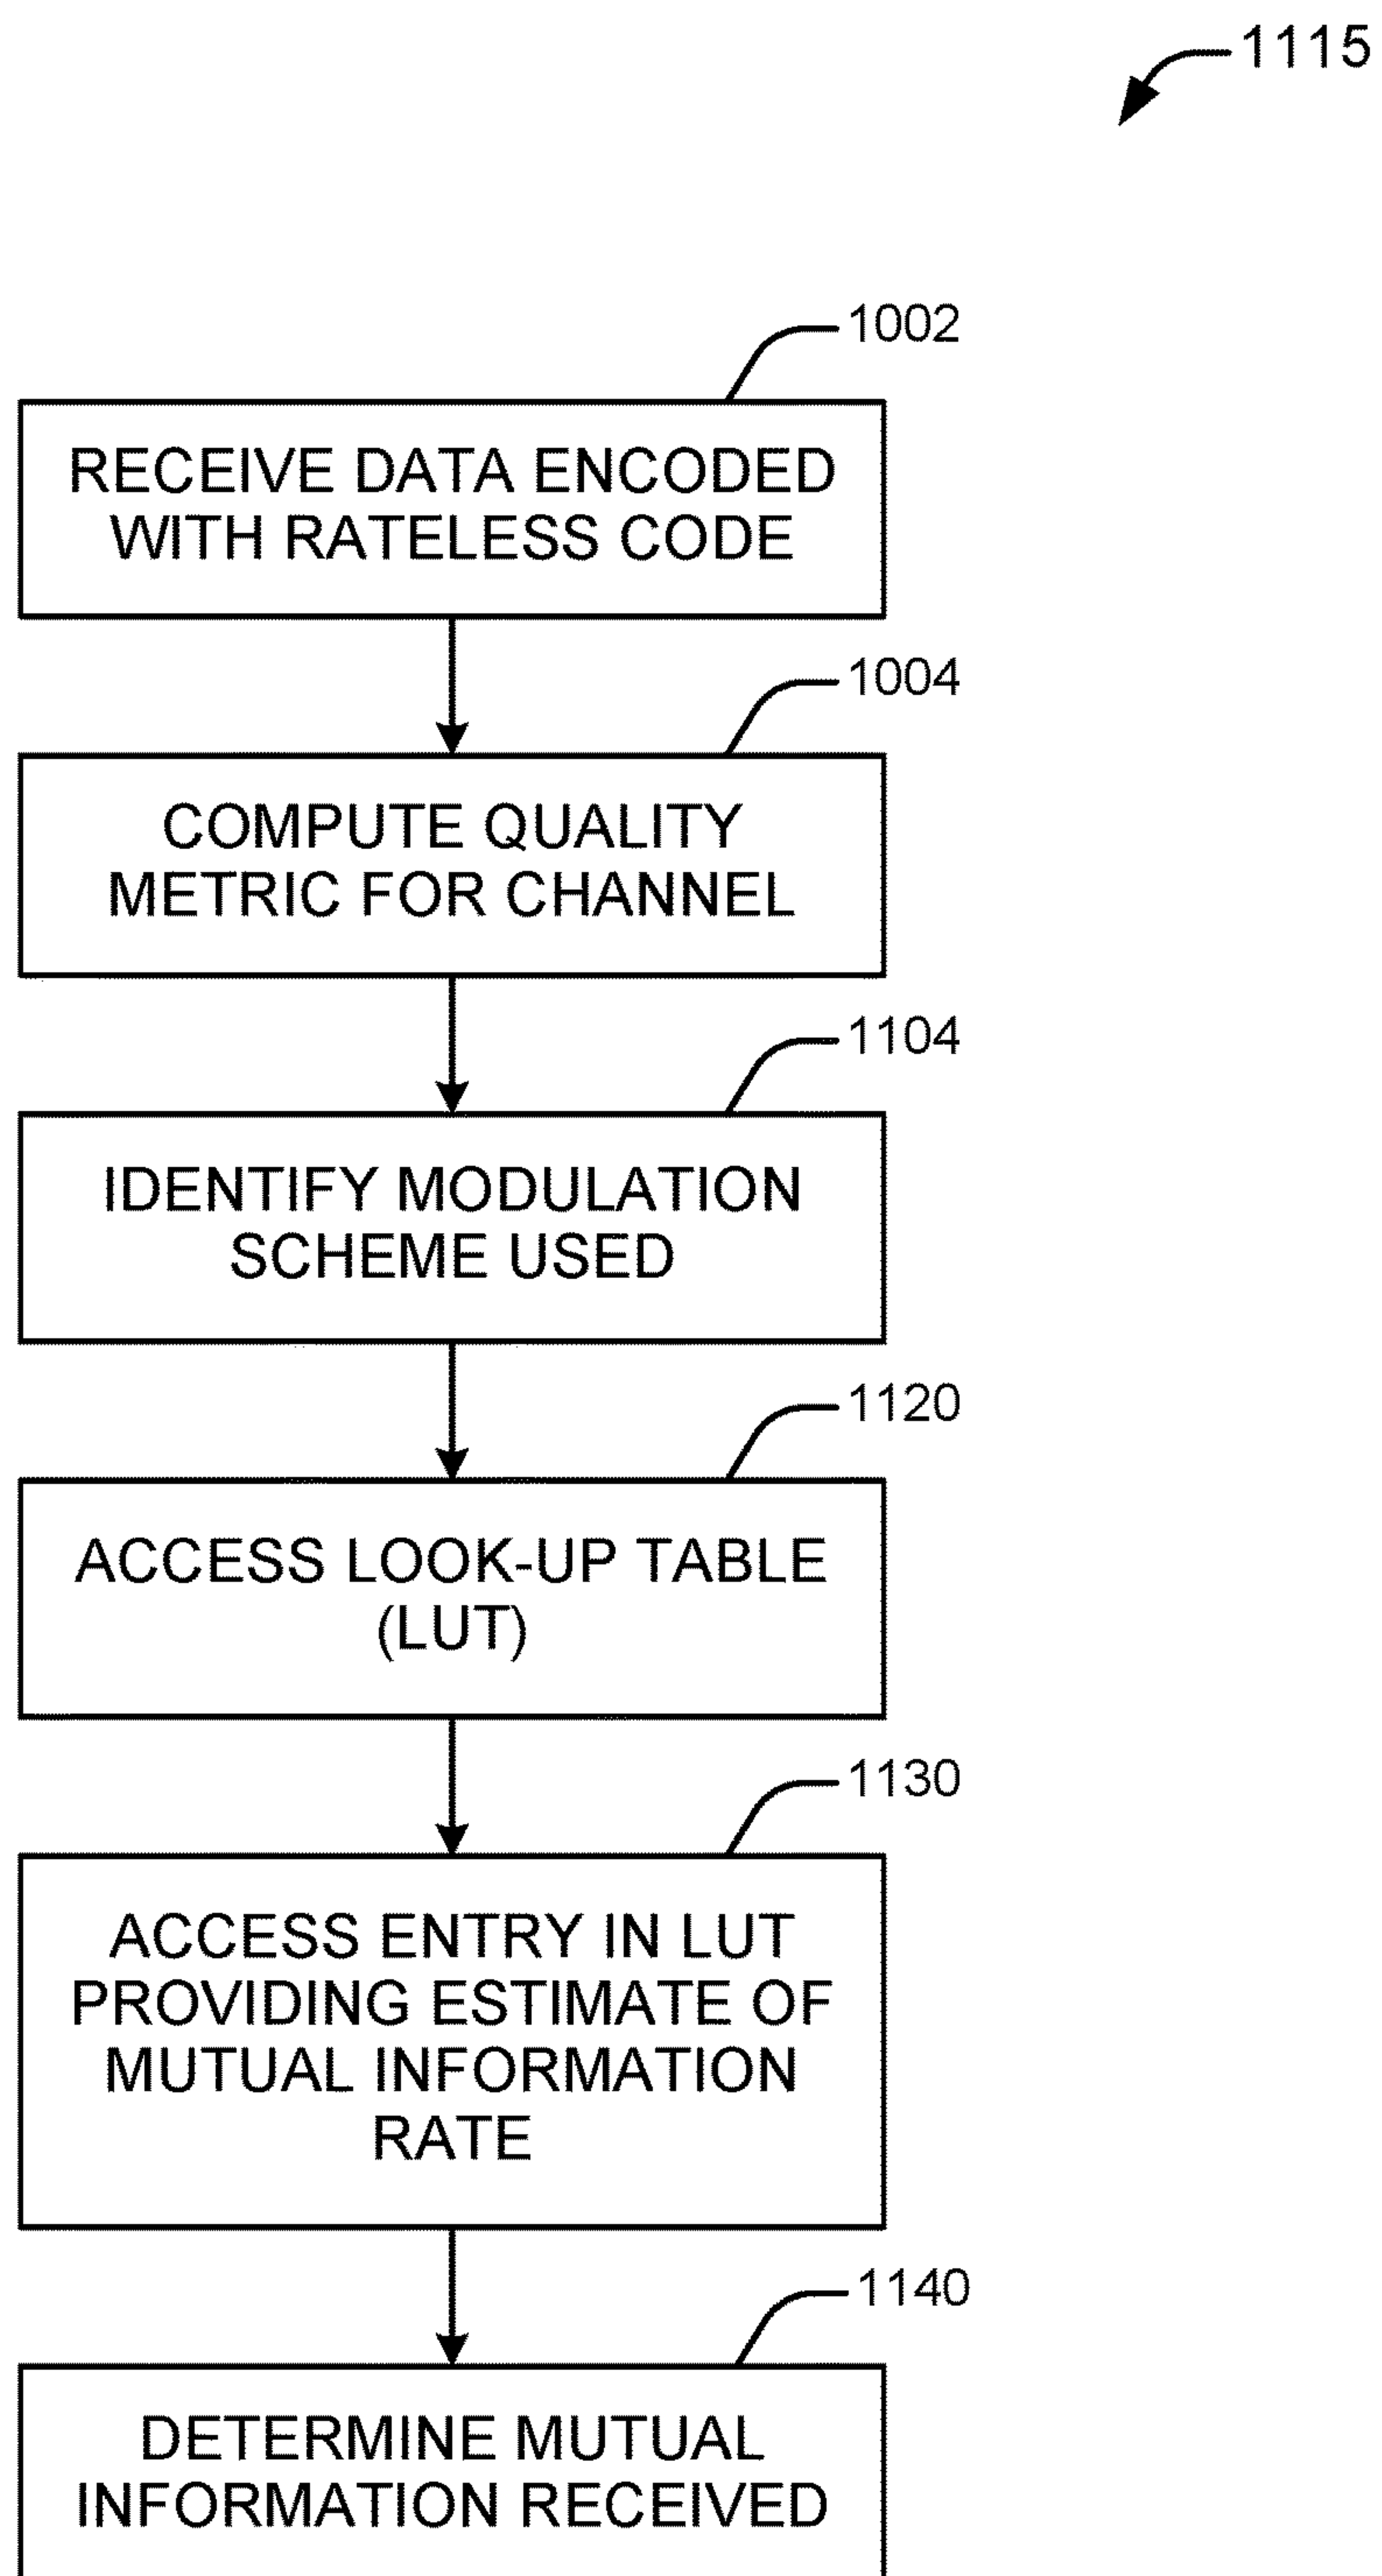 1115
1002
RECEIVE DATA ENCODED
WITH RATELESS CODE
1004
COMPUTE QUALITY
METRIC FOR CHANNEL
1104
IDENTIFY MODULATION
SCHEME USED
1120
ACCESS LOOK-UP TABLE
(LUT)
1130
ACCESS ENTRY IN LUT
PROVIDING ESTIMATE OF
MUTUAL INFORMATION
RATE
1140
DETERMINE MUTUAL
INFORMATION RECEIVED